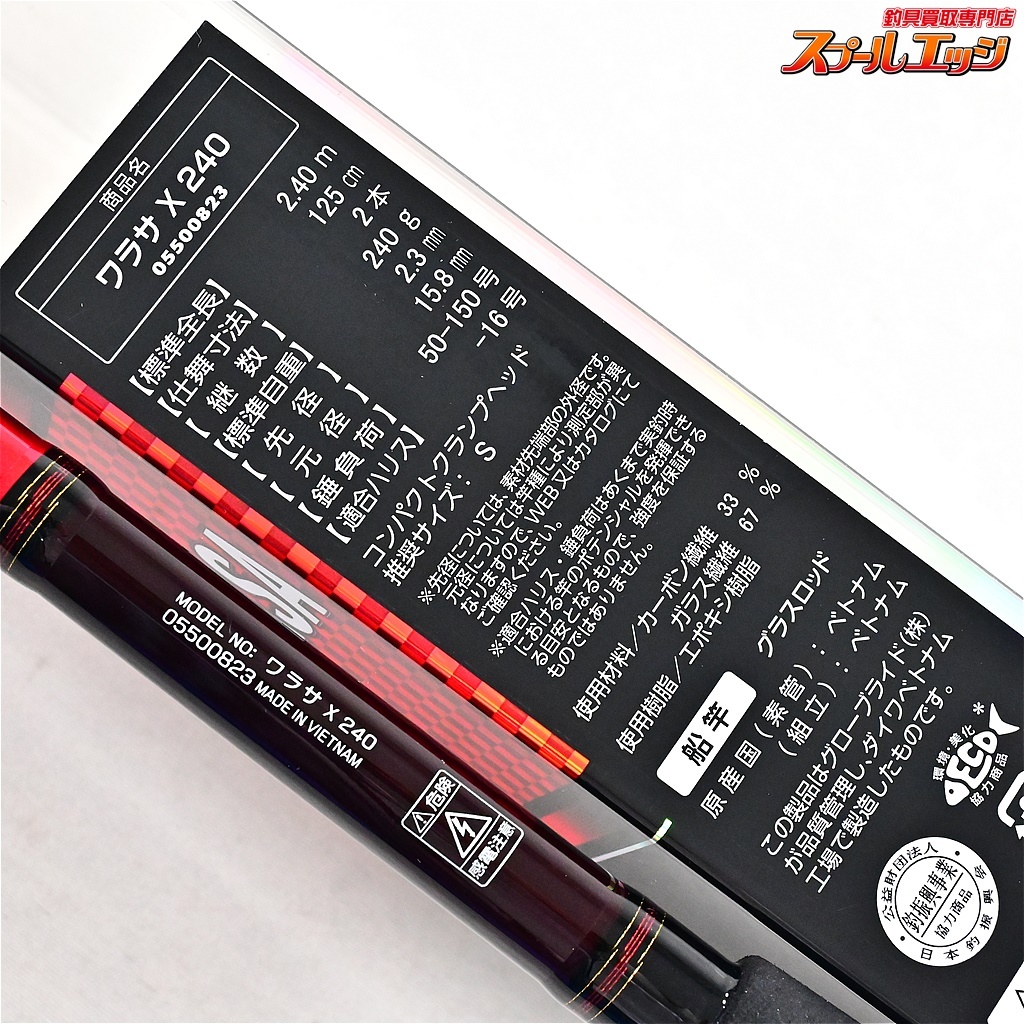 釣具買取専門店
スプールエッジ
商品名
ワラサ X 240
05500823
【標準全長】 2.40 m
【仕舞寸法】 125 cm
【継数】 2 本
【標準自重】 240 g
【先径】 2.3 mm
【元径】 15.8 mm
【錘負荷】 50-150 号
【適合ハリス】 -16 号
コンパクトクランプヘッド
推奨サイズ： S
※先径については、素材先端部の外径です。
元径については竿種により測定部が異
なりますので、WEB又はカタログにて
ご確認ください。
※適合ハリス・錘負荷はあくまで実釣時
における竿のポテンシャルを発揮でき
る目安となるもので、強度を保証する
ものではありません。
使用材料／カーボン繊維 33 %
ガラス繊維 67 %
使用樹脂／エポキシ樹脂
グラスロッド
船竿
原産国（素管）：ベトナム
（組立）：ベトナム
この製品はグローブライド(株)
が品質管理し、ダイワベトナム
工場で製造したものです。
環境・美化
ECO
協力商品
公益財団法人
釣振興事業
協力商品
日本釣振興会
MODEL NO: ワラサ X 240
05500823 MADE IN VIETNAM
危険
感電注意